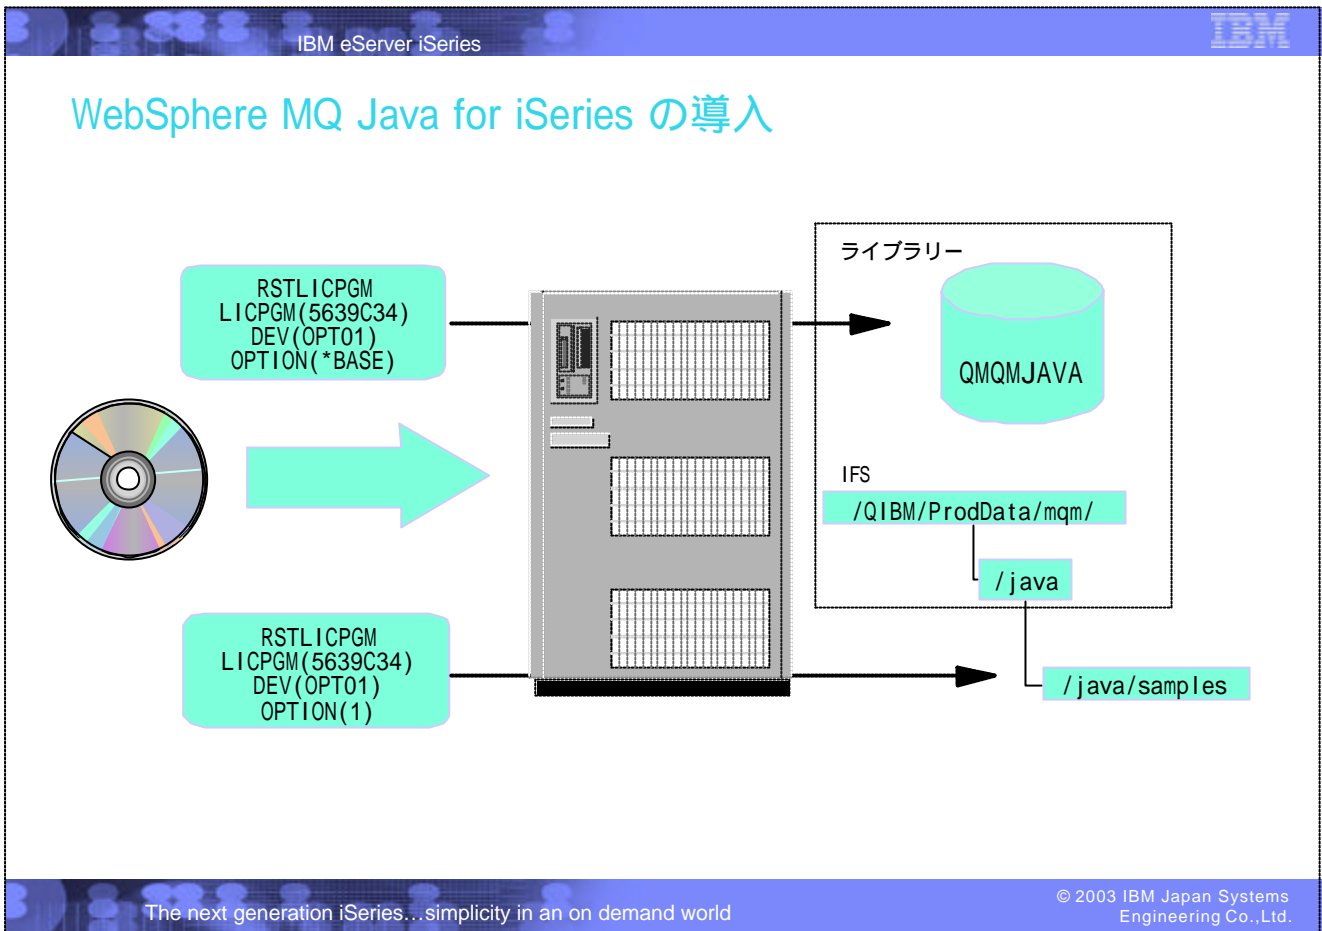 IBM eServer iSeries
IBM
WebSphere MQ Java for iSeries の導入
RSTLICPGM
LICPGM(5639C34)
DEV(OPT01)
OPTION(*BASE)
ライブラリー
QMQMJAVA
IFS
/QIBM/ProdData/mqm/
/java
RSTLICPGM
LICPGM(5639C34)
DEV(OPT01)
OPTION(1)
/java/samples
The next generation iSeries…simplicity in an on demand world
© 2003 IBM Japan Systems
Engineering Co.,Ltd.